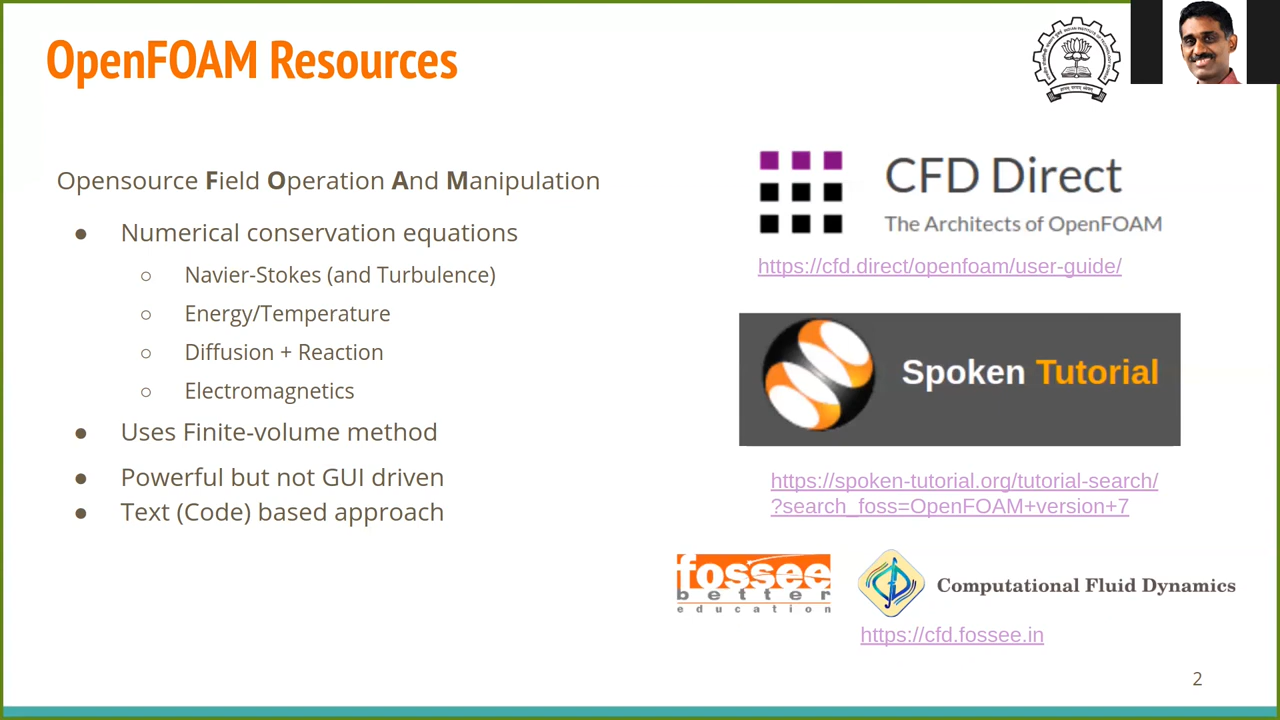 OpenFOAM Resources
Opensource Field Operation And Manipulation
● Numerical conservation equations
○ Navier-Stokes (and Turbulence)
○ Energy/Temperature
○ Diffusion + Reaction
○ Electromagnetics
● Uses Finite-volume method
● Powerful but not GUI driven
● Text (Code) based approach
CFD Direct
The Architects of OpenFOAM
https://cfd.direct/openfoam/user-guide/
Spoken Tutorial
https://spoken-tutorial.org/tutorial-search/
?search_foss=OpenFOAM+version+7
fossee
better
education
Computational Fluid Dynamics
https://cfd.fossee.in
2